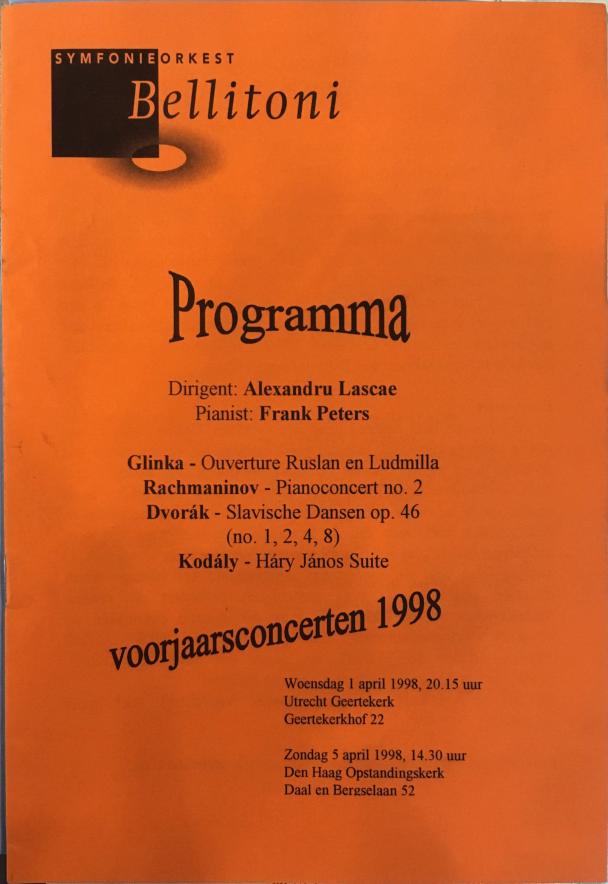 SYMFONIEORKEST
Bellitoni
Programma
Dirigent: Alexandru Lascae
Pianist: Frank Peters
Glinka - Ouverture Ruslan en Ludmilla
Rachmaninov - Pianoconcert no. 2
Dvorák - Slavische Dansen op. 46
(no. 1, 2, 4, 8)
Kodály - Háry János Suite
voorjaarsconcerten 1998
Woensdag 1 april 1998, 20.15 uur
Utrecht Geertekerk
Geertekerkhof 22
Zondag 5 april 1998, 14.30 uur
Den Haag Opstandingskerk
Daal en Bergselaan 52